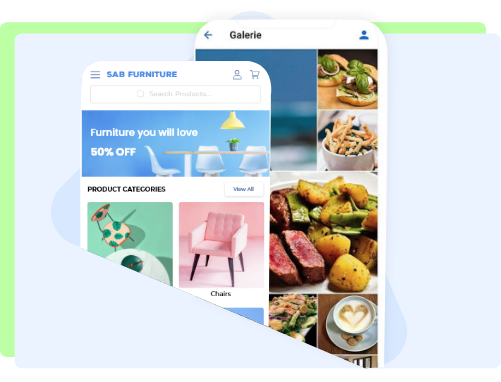 Galerie
SAB FURNITURE
Search Products...
Furniture you will love
50% OFF
PRODUCT CATEGORIES
View All
Chairs